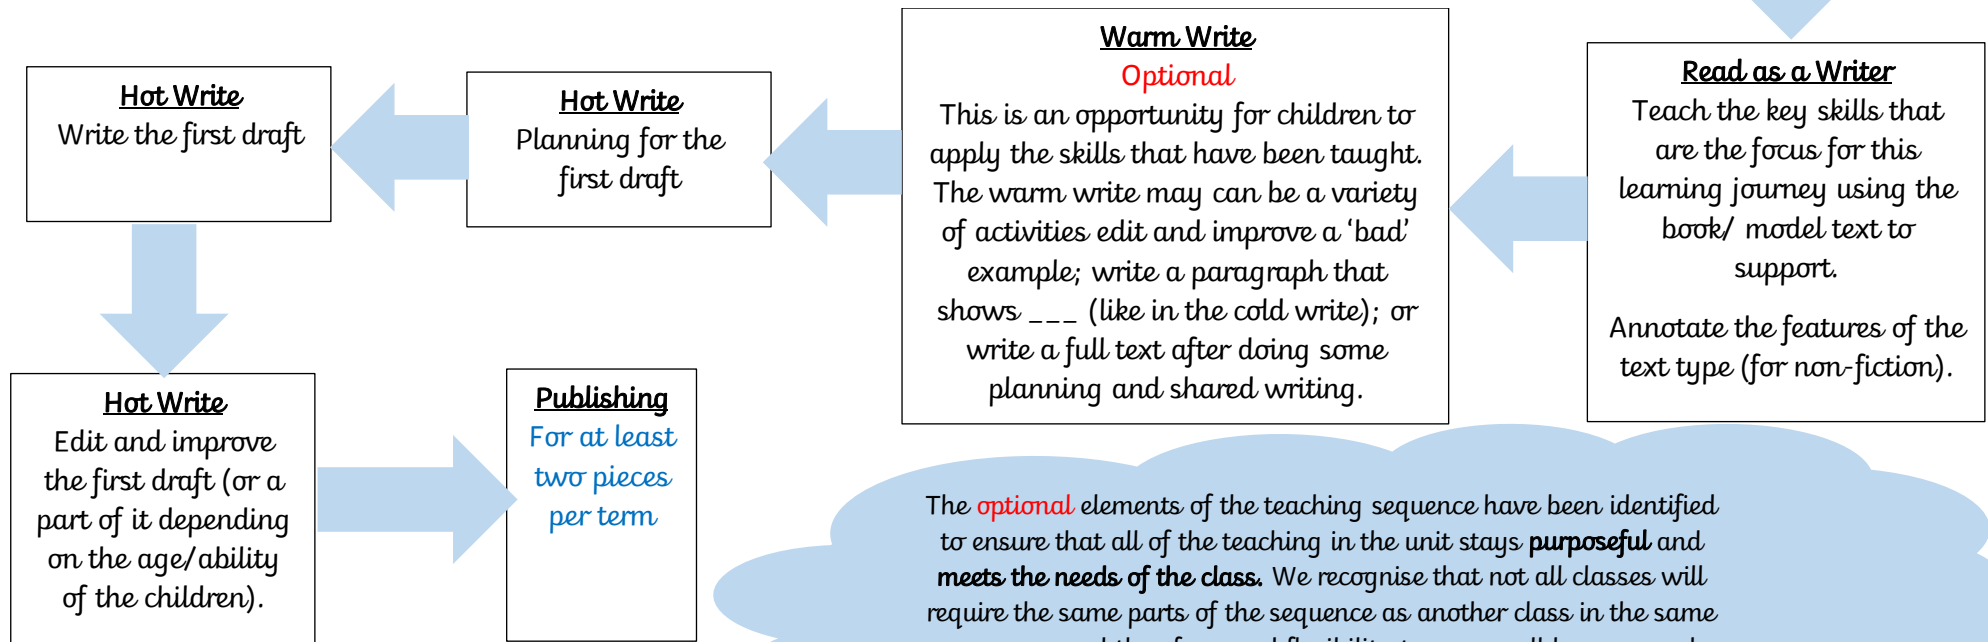 Read as a Writer
Teach the key skills that
are the focus for this
learning journey using the
book/ model text to
support.
Annotate the features of the
text type (for non-fiction).
Warm Write
Optional
This is an opportunity for children to
apply the skills that have been taught.
The warm write may can be a variety
of activities edit and improve a ‘bad’
example; write a paragraph that
shows ___ (like in the cold write); or
write a full text after doing some
planning and shared writing.
Hot Write
Planning for the
first draft
Hot Write
Write the first draft
Hot Write
Edit and improve
the first draft (or a
part of it depending
on the age/ability
of the children).
Publishing
For at least
two pieces
per term
The optional elements of the teaching sequence have been identified
to ensure that all of the teaching in the unit stays purposeful and
meets the needs of the class. We recognise that not all classes will
require the same parts of the sequence as another class in the same
flexibility